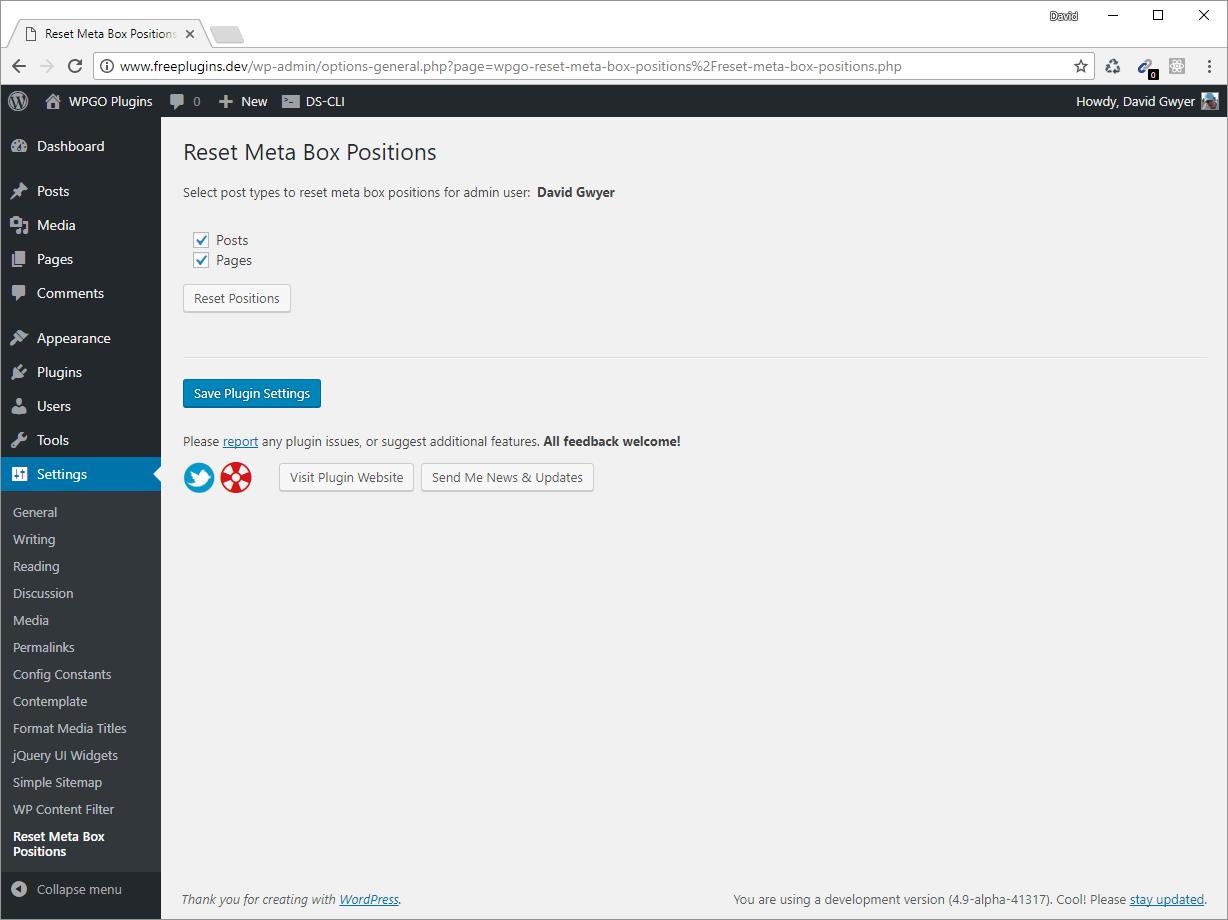 David
Reset Meta Box Positions
www.freeplugins.dev/wp-admin/options-general.php?page=wpgo-reset-meta-box-positions%2Freset-meta-box-positions.php
0
WPGO Plugins 0 New DS-CLI Howdy, David Gwyer
Dashboard
Posts
Media
Pages
Comments
Appearance
Plugins
Users
Tools
Settings
General
Writing
Reading
Discussion
Media
Permalinks
Config Constants
Contemplate
Format Media Titles
jQuery UI Widgets
Simple Sitemap
WP Content Filter
Reset Meta Box
Positions
Collapse menu
Reset Meta Box Positions
Select post types to reset meta box positions for admin user: David Gwyer
Posts
Pages
Reset Positions
Save Plugin Settings
Please report any plugin issues, or suggest additional features. All feedback welcome!
Visit Plugin Website Send Me News & Updates
Thank you for creating with WordPress. You are using a development version (4.9-alpha-41317). Cool! Please stay updated.